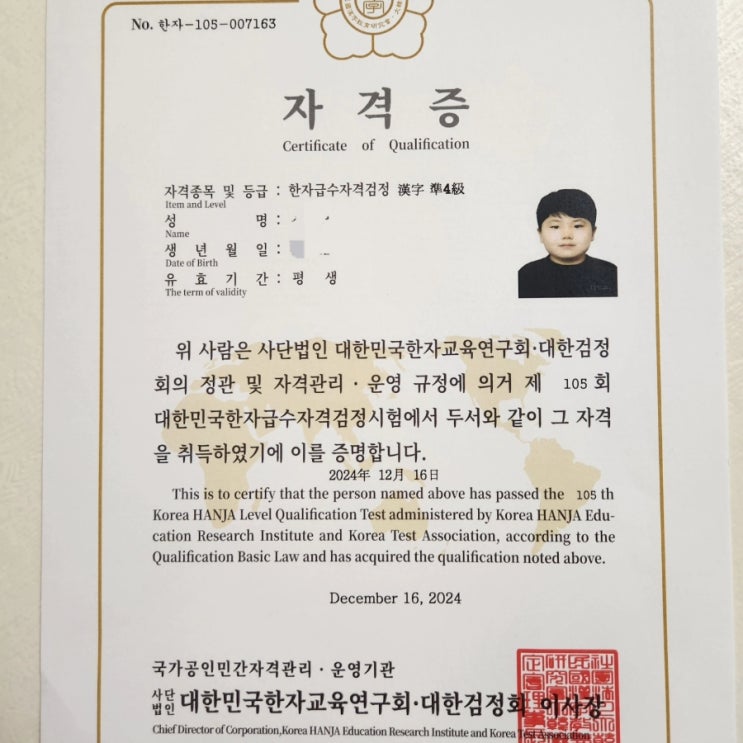 No. 한자-105-007163
자 격 증
Certificate of Qualification
자격종목 및 등급 : 한자급수자격검정 漢字 準4級
Item and Level
성 명 :
Name
생 년 월 일 :
Date of Birth
유 효 기 간 : 평 생
The term of validity
위 사람은 사단법인 대한민국한자교육연구회·대한검정
회의 정관 및 자격관리 · 운영 규정에 의거 제 105 회
대한민국한자급수자격검정시험에서 두서와 같이 그 자격
을 취득하였기에 이를 증명합니다.
2024年 12月 16日
This is to certify that the person named above has passed the 105 th
Korea HANJA Level Qualification Test administered by Korea HANJA Edu-
cation Research Institute and Korea Test Association, according to the
Qualification Basic Law and has acquired the qualification noted above.
December 16, 2024
국가공인민간자격관리 · 운영기관
사단법인 대한민국한자교육연구회·대한검정회 이사장
Chief Director of Corporation,Korea HANJA Education Research Institute and Korea Test Association